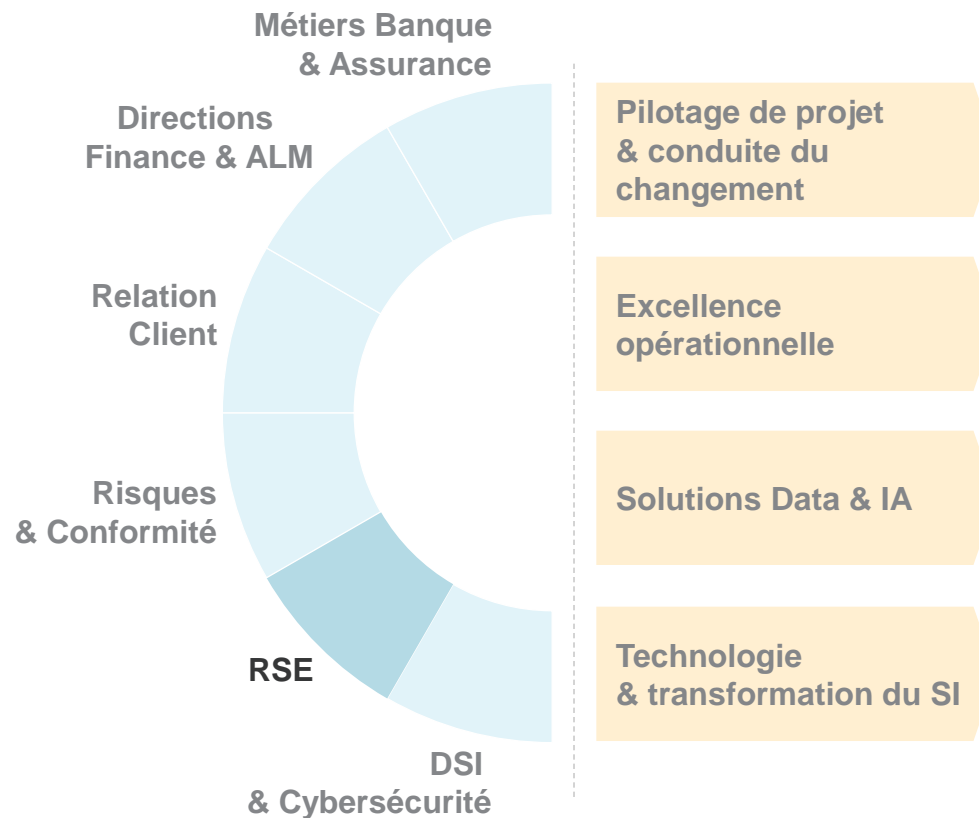 Métiers Banque
& Assurance
Directions
Finance & ALM
Relation
Client
Risques
& Conformité
RSE
DSI
& Cybersécurité
Pilotage de projet
& conduite du
changement
Excellence
opérationnelle
Solutions Data & IA
Technologie
& transformation du SI